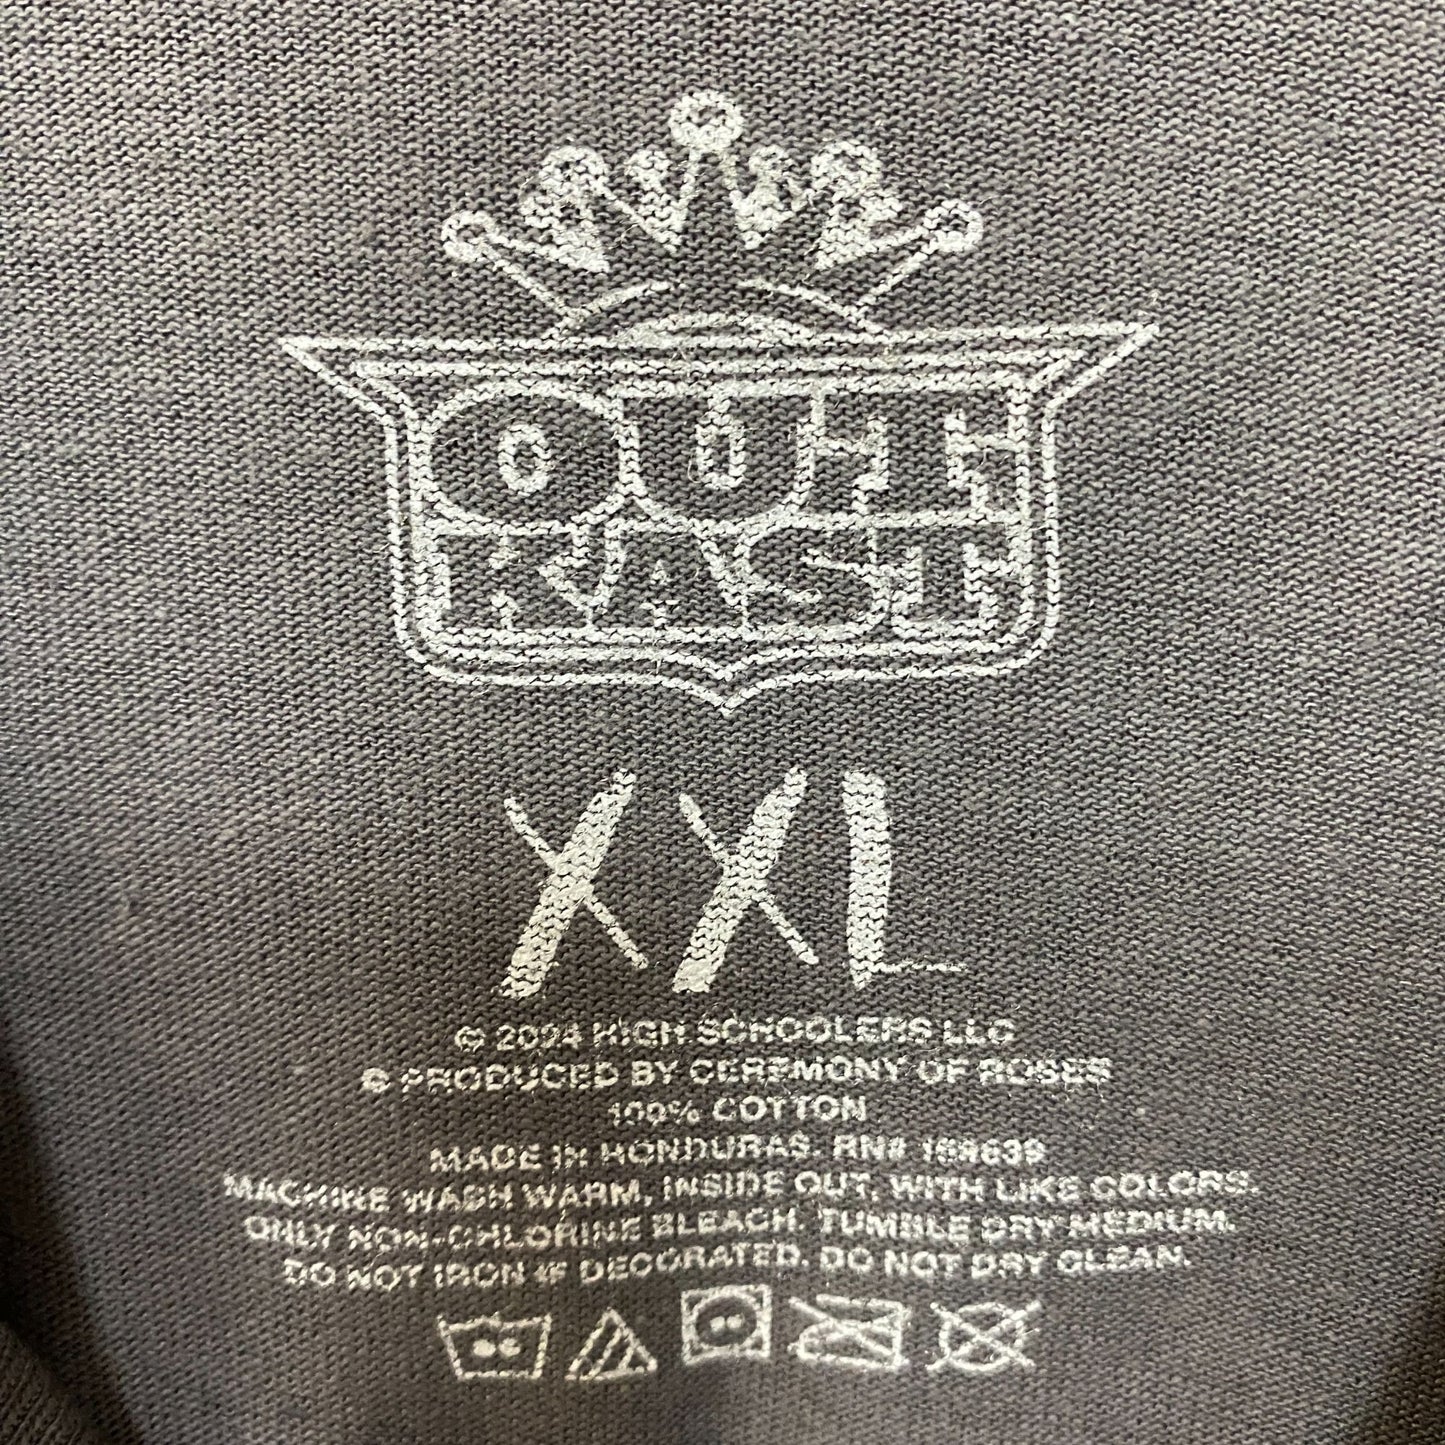 OUT
KAST
XXL
© 2024 HIGH SCHOOLERS LLC
© PRODUCED BY CEREMONY OF ROSES
100% COTTON
MADE IN HONDURAS. RN#
MACHINE WASH WARM, INSIDE OUT, WITH LIKE COLORS.
ONLY NON-CHLORINE BLEACH. TUMBLE DRY MEDIUM.
DO NOT IRON IF DECORATED. DO NOT DRY CLEAN.